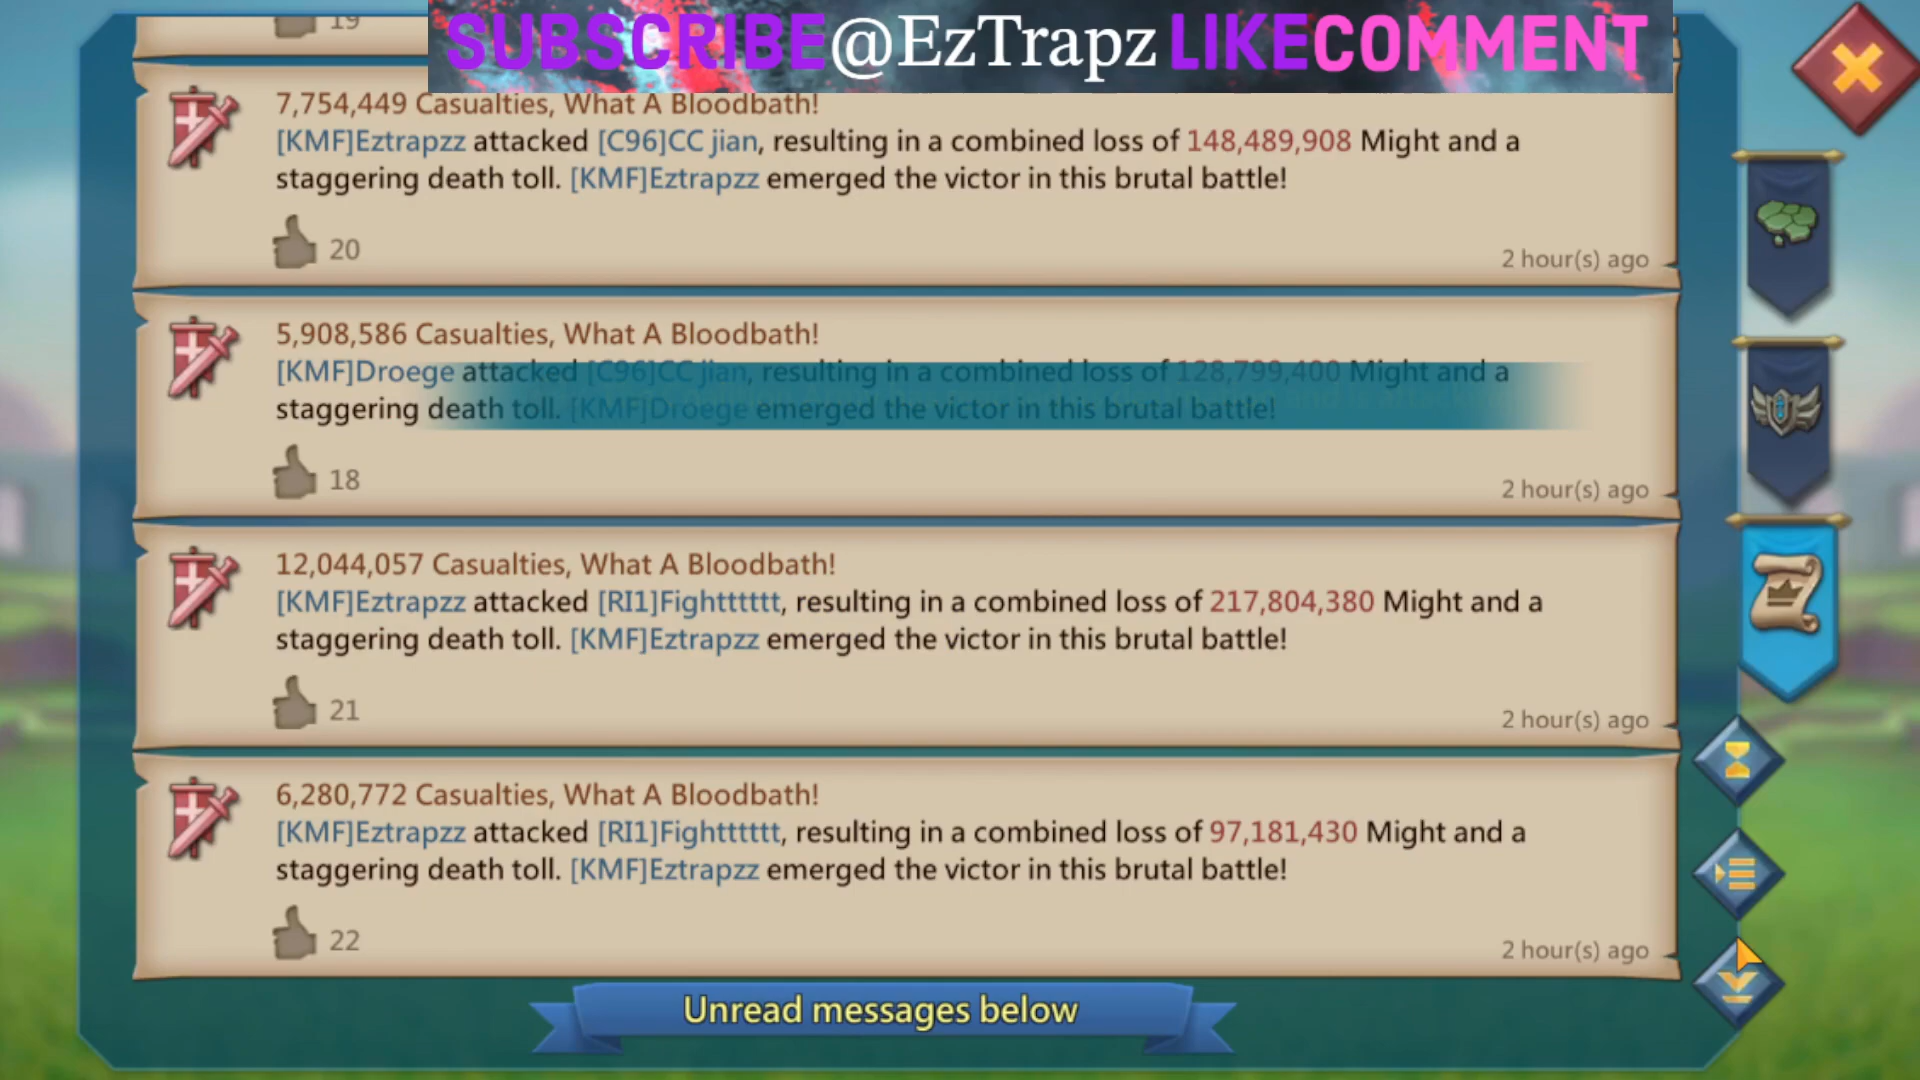 19
SUBSCRIBE@EzTrapz LIKECOMMENT
7,754,449 Casualties, What A Bloodbath!
[KMF]Eztrapzz attacked [C96]CC jian, resulting in a combined loss of 148,489,908 Might and a
staggering death toll. [KMF]Eztrapzz emerged the victor in this brutal battle!
20
2 hour(s) ago
5,908,586 Casualties, What A Bloodbath!
[KMF]Droege attacked [C96]CC jian, resulting in a combined loss of 128,799,400 Might and a
staggering death toll. [KMF]Droege emerged the victor in this brutal battle!
18
2 hour(s) ago
12,044,057 Casualties, What A Bloodbath!
[KMF]Eztrapzz attacked [RI1]Fightttttt, resulting in a combined loss of 217,804,380 Might and a
staggering death toll. [KMF]Eztrapzz emerged the victor in this brutal battle!
21
2 hour(s) ago
6,280,772 Casualties, What A Bloodbath!
[KMF]Eztrapzz attacked [RI1]Fightttttt, resulting in a combined loss of 97,181,430 Might and a
staggering death toll. [KMF]Eztrapzz emerged the victor in this brutal battle!
22
2 hour(s) ago
Unread messages below